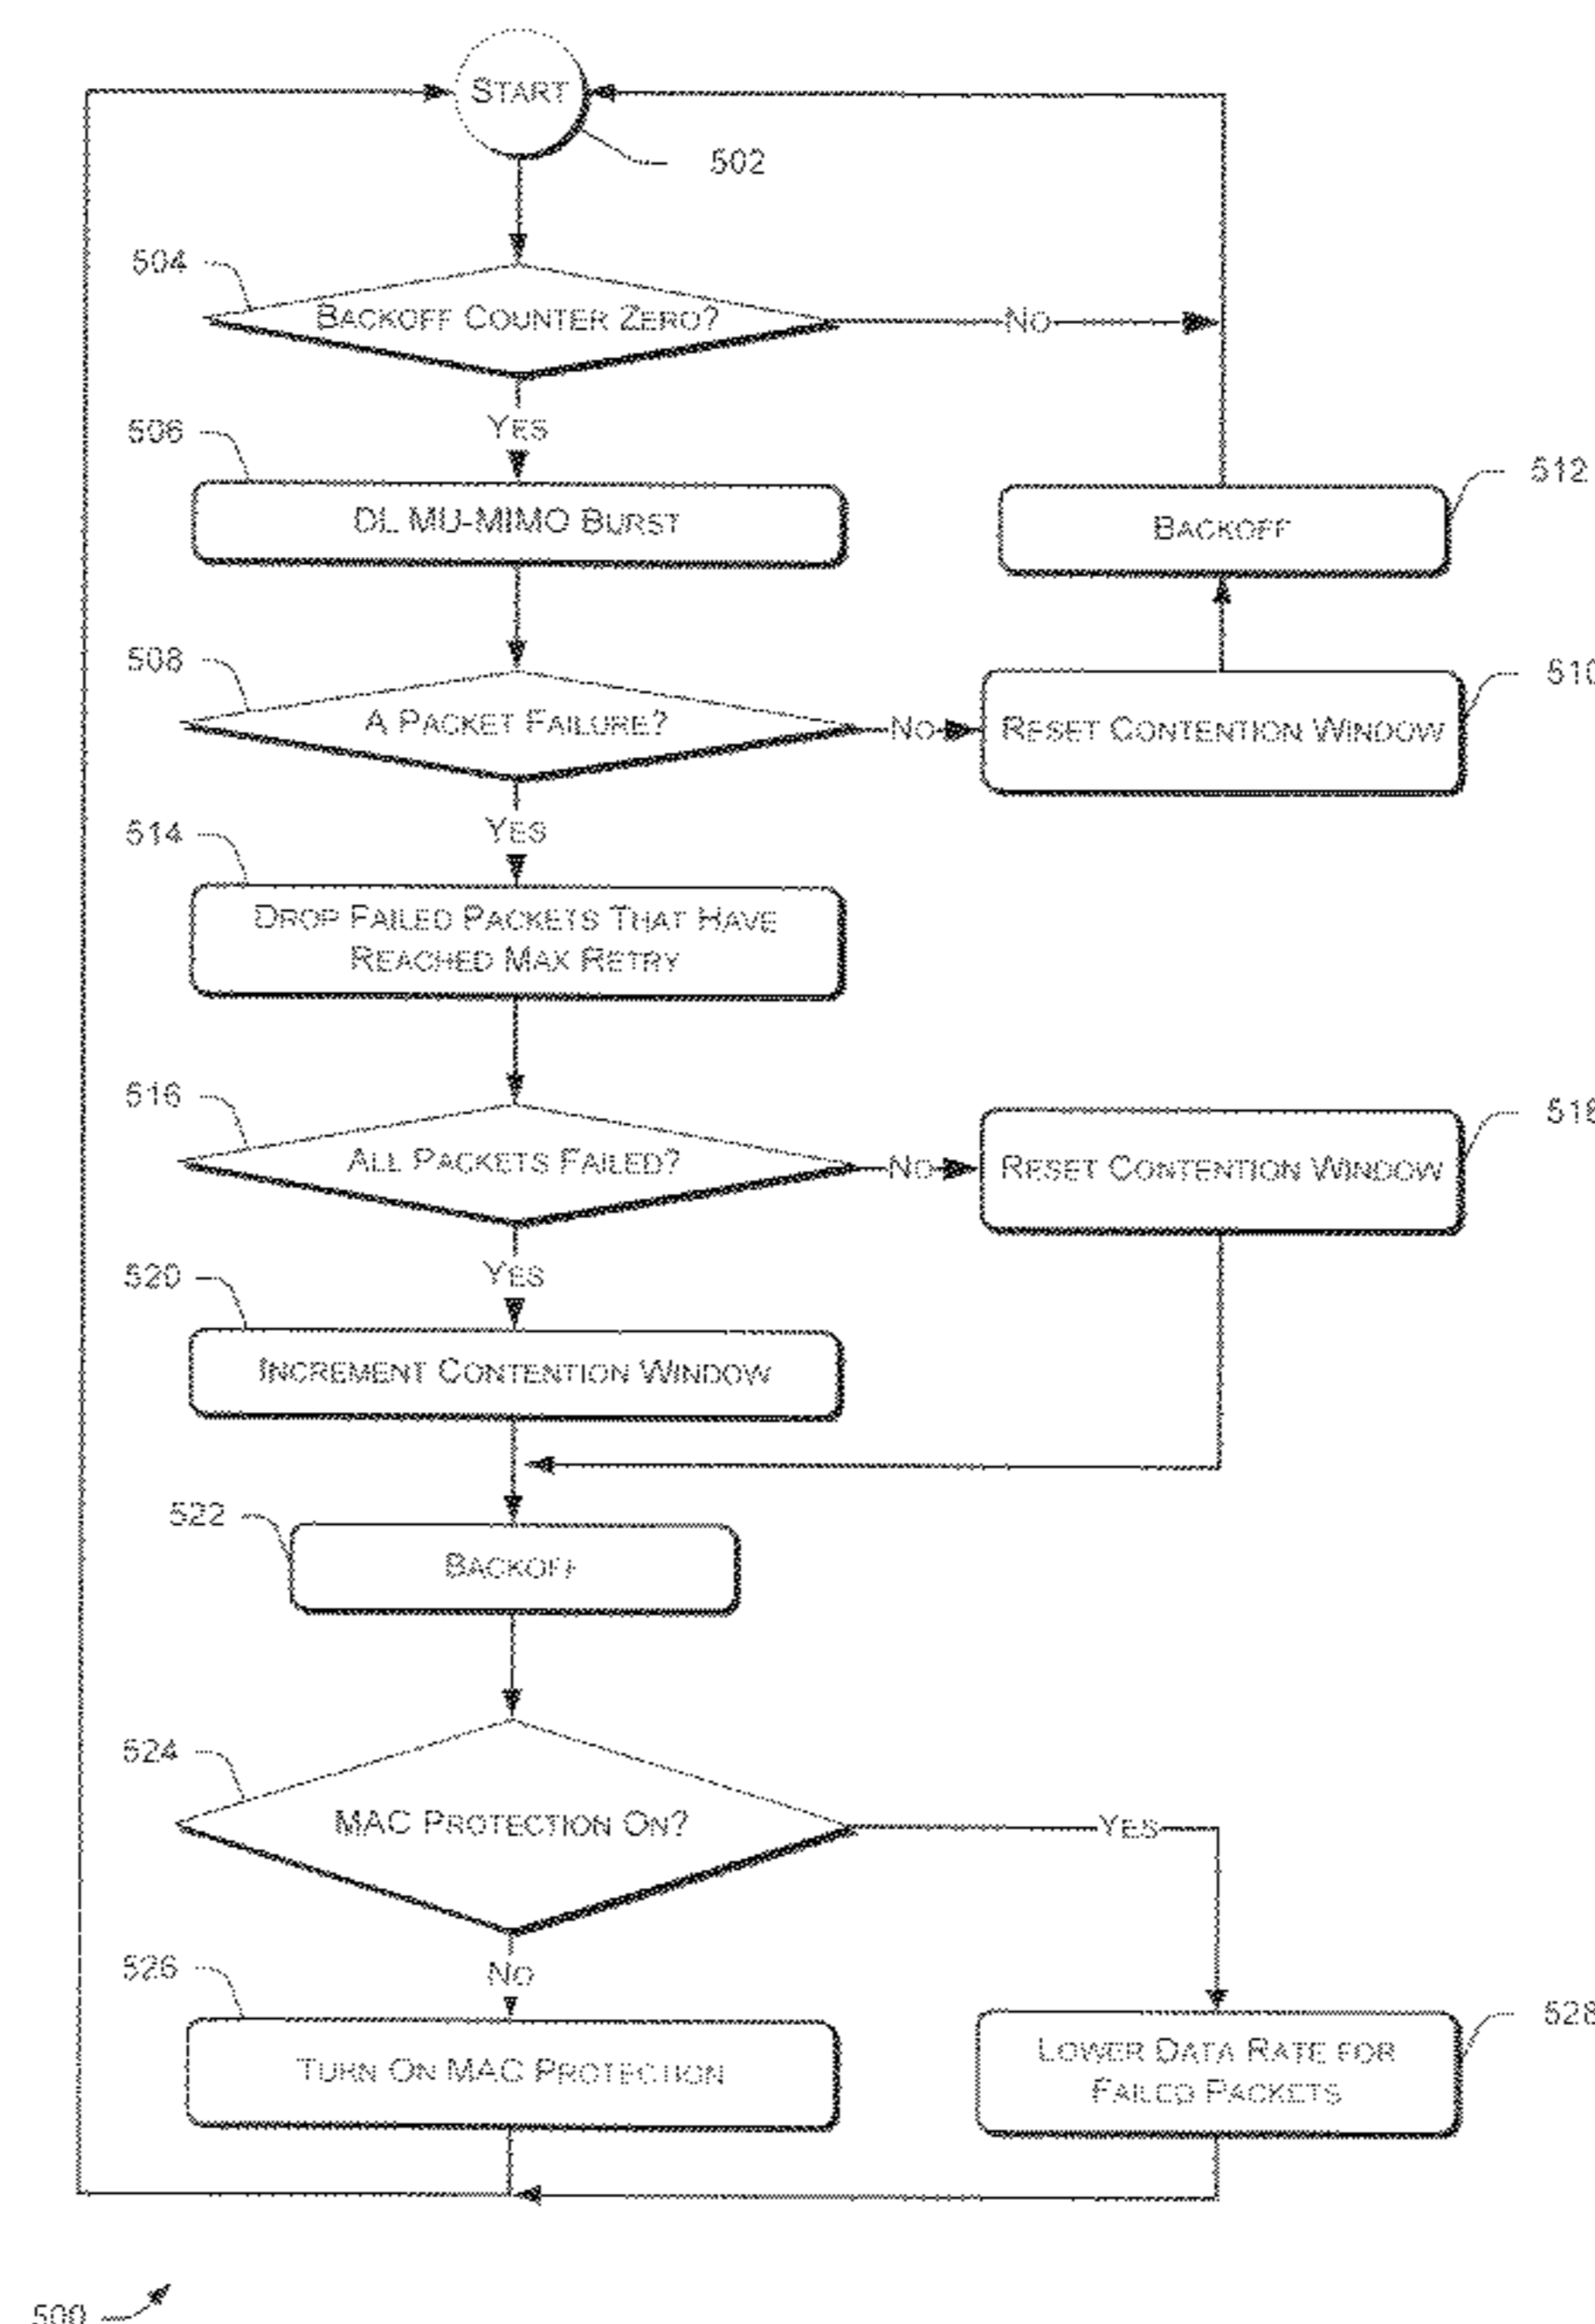 START
502
504
BACKOFF COUNTER ZERO?
NO
YES
506
DL MU-MIMO BURST
512
BACKOFF
508
A PACKET FAILURE?
NO
510
RESET CONTENTION WINDOW
YES
514
DROP FAILED PACKETS THAT HAVE
REACHED MAX RETRY
516
ALL PACKETS FAILED?
NO
518
RESET CONTENTION WINDOW
YES
520
INCREMENT CONTENTION WINDOW
522
BACKOFF
524
MAC PROTECTION ON?
YES
NO
526
TURN ON MAC PROTECTION
528
LOWER DATA RATE FOR
FAILED PACKETS
500